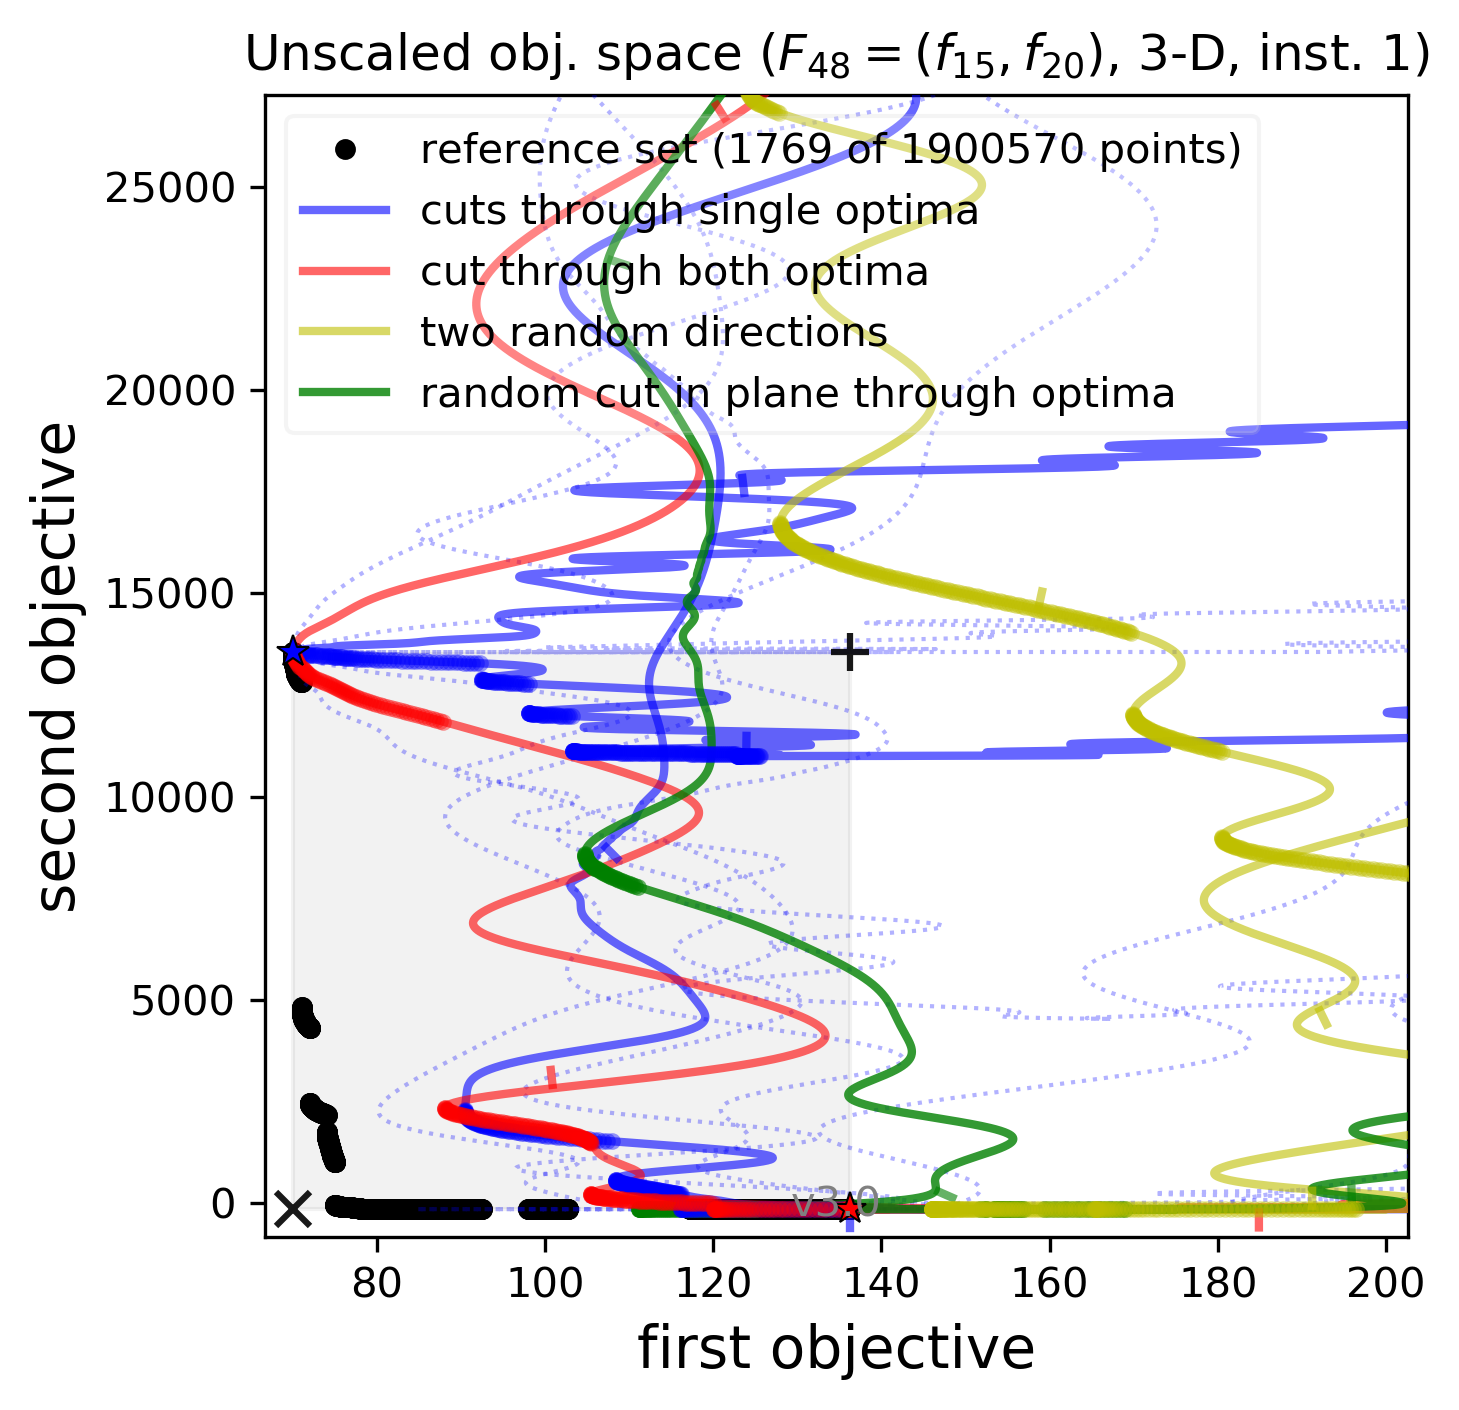 Unscaled obj. space (F₄₈ = (f₁₅, f₂₀), 3-D, inst. 1)
reference set (1769 of 1900570 points)
cuts through single optima
cut through both optima
two random directions
random cut in plane through optima
25000
20000
15000
10000
5000
0
second objective
v3.0
80 100 120 140 160 180 200
first objective